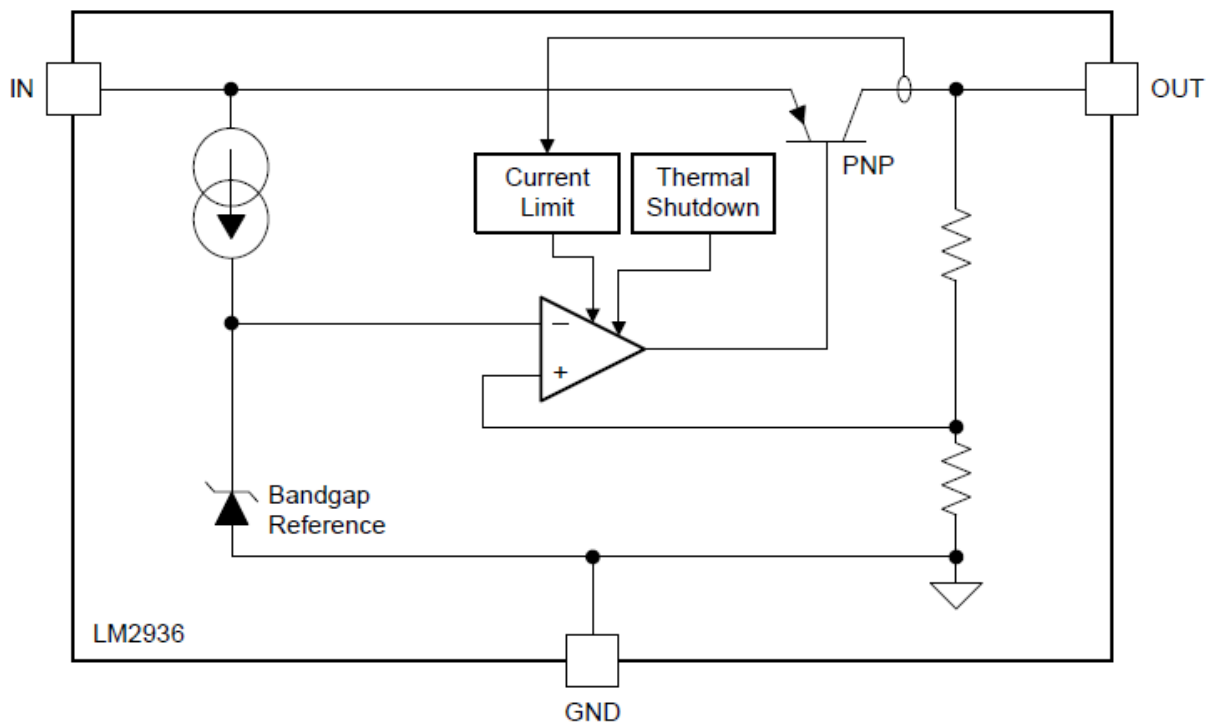 IN
OUT
PNP
Current
Limit
Thermal
Shutdown
−
+
Bandgap
Reference
LM2936
GND